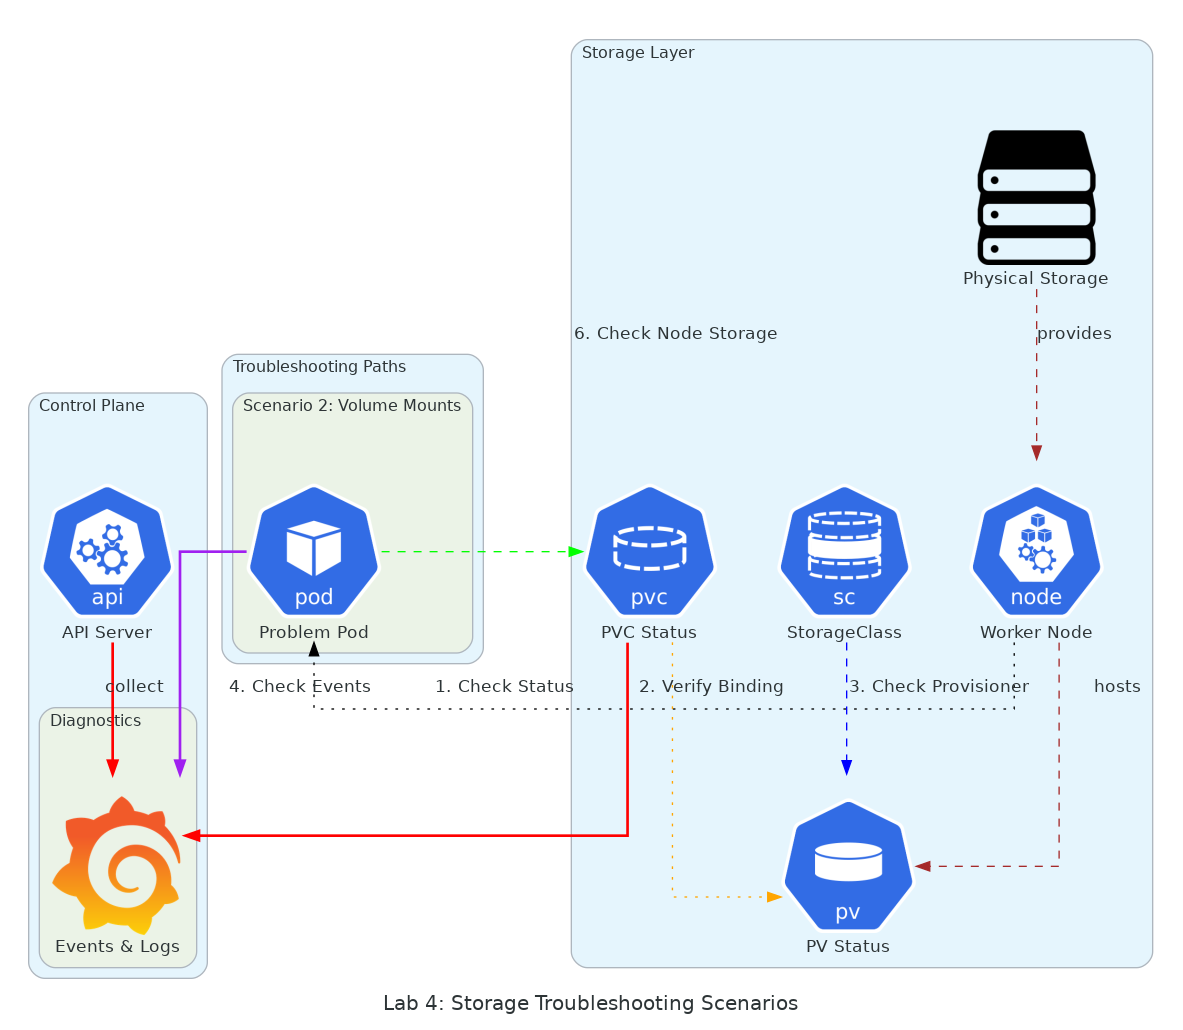 Storage Layer
Physical Storage
6. Check Node Storage
provides
Troubleshooting Paths
Control Plane
Scenario 2: Volume Mounts
api
pod
pvc
sc
node
API Server
Problem Pod
PVC Status
StorageClass
Worker Node
collect
4. Check Events
1. Check Status
2. Verify Binding
3. Check Provisioner
hosts
Diagnostics
pv
Events & Logs
PV Status
Lab 4: Storage Troubleshooting Scenarios